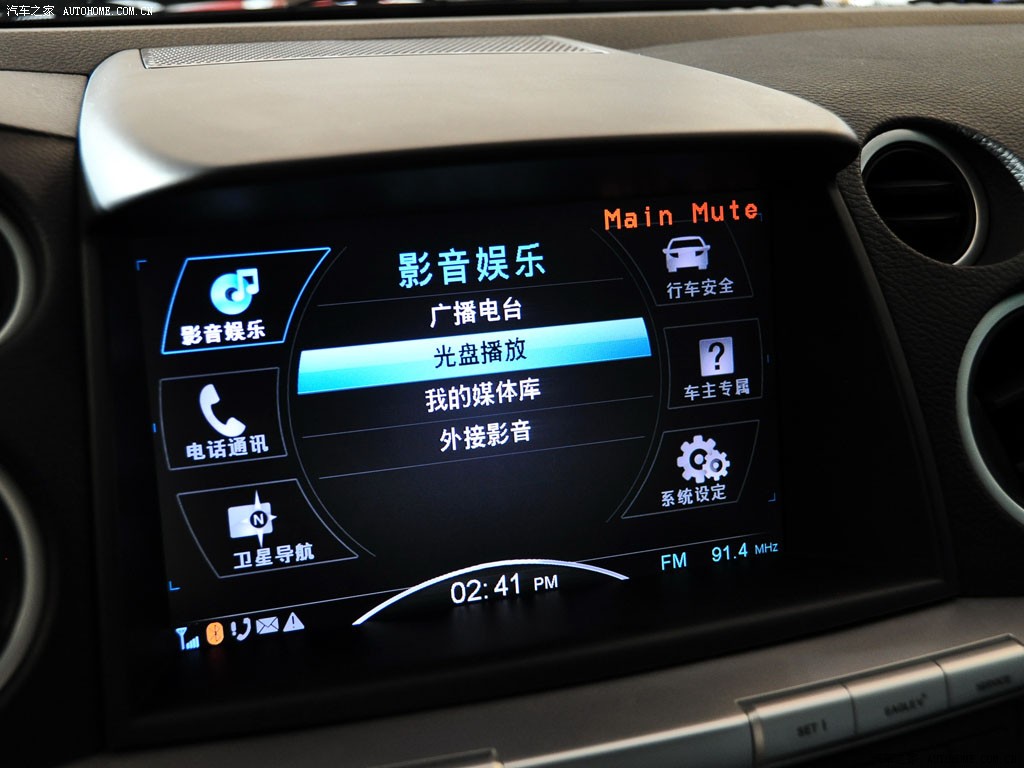 汽车之家 AUTOHOME.COM.CN
Main Mute
影音娱乐
影音娱乐
广播电台
光盘播放
我的媒体库
外接影音
电话通讯
卫星导航
行车安全
?
车主专属
系统设定
N
FM 91.4 MHz
02:41 PM
SET
EAGLE
SERVICE